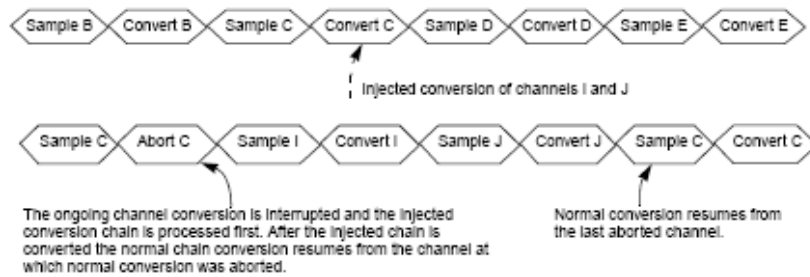 Sample B Convert B Sample C Convert C Sample D Convert D Sample E Convert E
Injected conversion of channels I and J
Sample C Abort C Sample I Convert I Sample J Convert J Sample C Convert C
The ongoing channel conversion is interrupted and the injected
conversion chain is processed first. After the injected chain is
converted the normal chain conversion resumes from the channel at
which normal conversion was aborted.
Normal conversion resumes from
the last aborted channel.